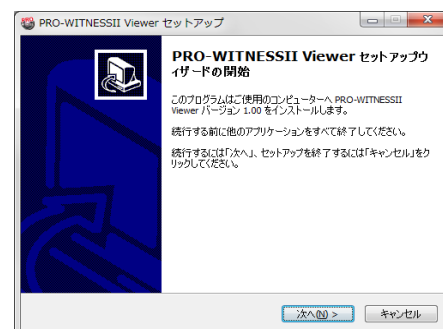 PRO-WITNESSII Viewer セットアップ
PRO-WITNESSII Viewer セットアップウ
ィザードの開始
このプログラムはご使用のコンピューターへ PRO-WITNESSII
Viewer バージョン 1.00 をインストールします。
続行する前に他のアプリケーションをすべて終了してください。
続行するには「次へ」、セットアップを終了するには「キャンセル」をク
リックしてください。
次へ(N) >
キャンセル